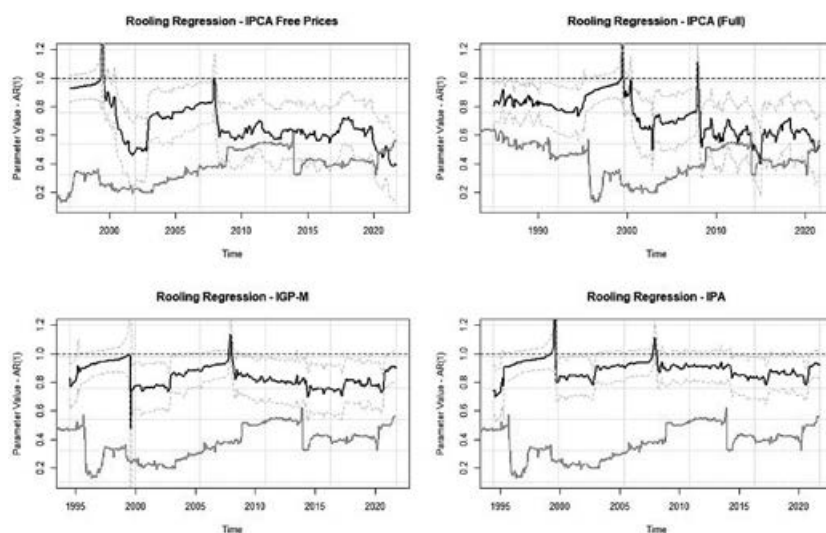 Rooling Regression - IPCA Free Prices
Parameter Value - AR(1)
0.2 0.4 0.6 0.8 1.0 1.2
2000 2005 2010 2015 2020
Time
Rooling Regression - IPCA (Full)
Parameter Value - AR(1)
0.2 0.4 0.6 0.8 1.0 1.2
1990 2000 2010 2020
Time
Rooling Regression - IGP-M
Parameter Value - AR(1)
0.2 0.4 0.6 0.8 1.0 1.2
1995 2000 2005 2010 2015 2020
Time
Rooling Regression - IPA
Parameter Value - AR(1)
0.2 0.4 0.6 0.8 1.0 1.2
1995 2000 2005 2010 2015 2020
Time